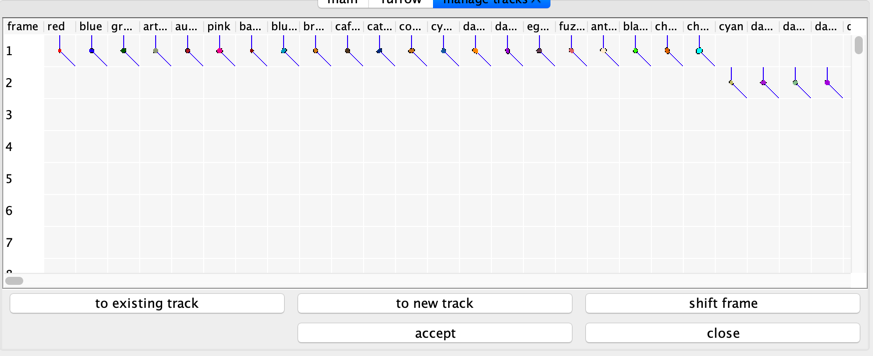 main furrow manage tracks X
frame red blue gr... art... au... pink ba... blu... br... caf... cat... co... cy... da... da... eg... fuz... ant... bla... ch... ch... cyan da... da... da...
1
2
3
4
5
6
7
8
to existing track to new track shift frame
accept close